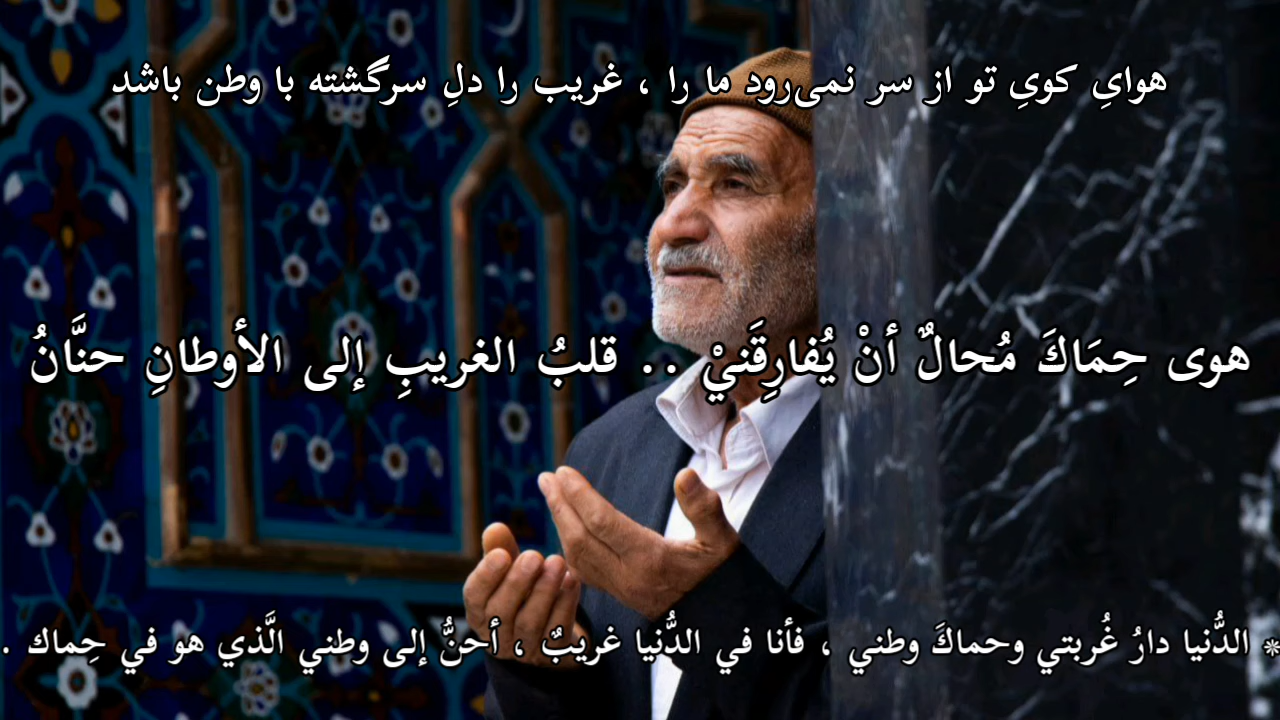 هوایِ کویِ تو از سر نمی‌رود ما را ، غریب را دلِ سرگشته با وطن باشد
هوى حِمَاكَ مُحالٌ أنْ يُفارِقَنيْ .. قلبُ الغريبِ إلى الأوطانِ حنَّانُ
❊ الدُّنيا دارُ غُربتي وحماكَ وطني ، فأنا في الدُّنيا غريبٌ ، أحنُّ إلى وطني الَّذي هو في حِماك .